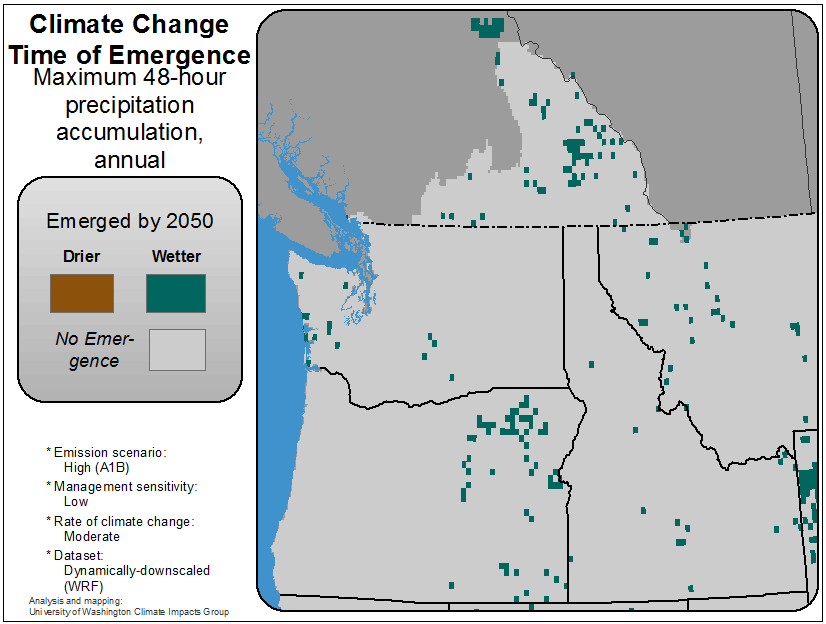 Climate Change
Time of Emergence
Maximum 48-hour
precipitation
accumulation,
annual
Emerged by 2050
Drier
Wetter
No Emer-
gence
* Emission scenario:
High (A1B)
* Management sensitivity:
Low
* Rate of climate change:
Moderate
* Dataset:
Dynamically-downscaled
(WRF)
Analysis and mapping:
University of Washington Climate Impacts Group